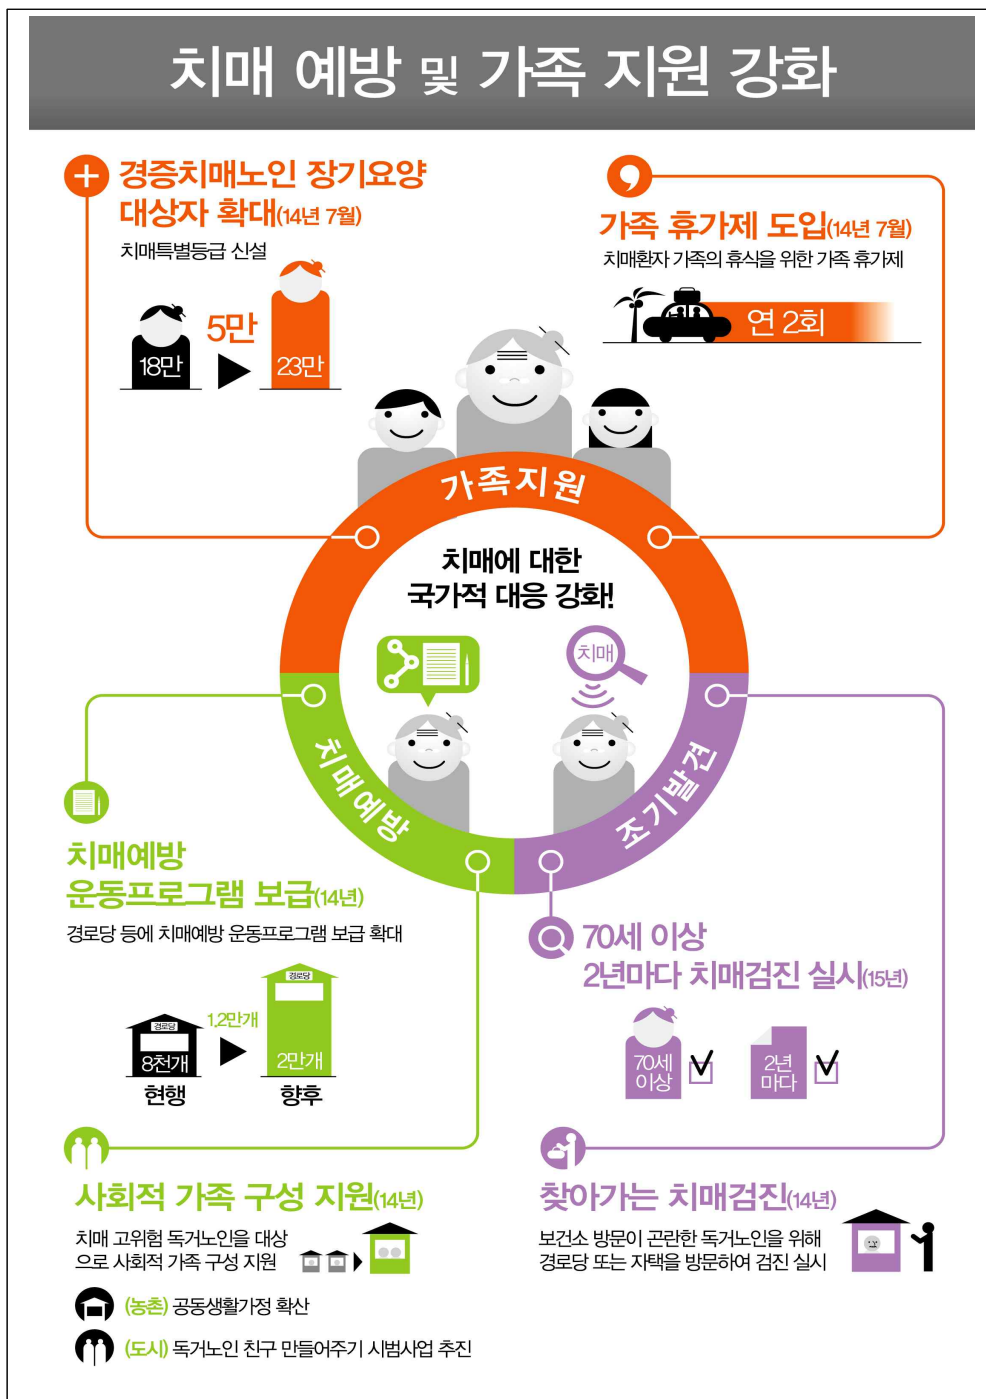 치매 예방 및 가족 지원 강화
경증치매노인 장기요양
대상자 확대(14년 7월)
치매특별등급 신설
18만
5만
23만
가족 휴가제 도입(14년 7월)
치매환자 가족의 휴식을 위한 가족 휴가제
연 2회
가족지원
치매에 대한
국가적 대응 강화!
치매
치매예방
조기발견
치매예방
운동프로그램 보급(14년)
경로당 등에 치매예방 운동프로그램 보급 확대
경로당
8천개
현행
1.2만개
경로당
2만개
향후
70세 이상
2년마다 치매검진 실시(15년)
70세
이상
2년
마다
사회적 가족 구성 지원(14년)
치매 고위험 독거노인을 대상
으로 사회적 가족 구성 지원
(농촌) 공동생활가정 확산
(도시) 독거노인 친구 만들어주기 시범사업 추진
찾아가는 치매검진(14년)
보건소 방문이 곤란한 독거노인을 위해
경로당 또는 자택을 방문하여 검진 실시